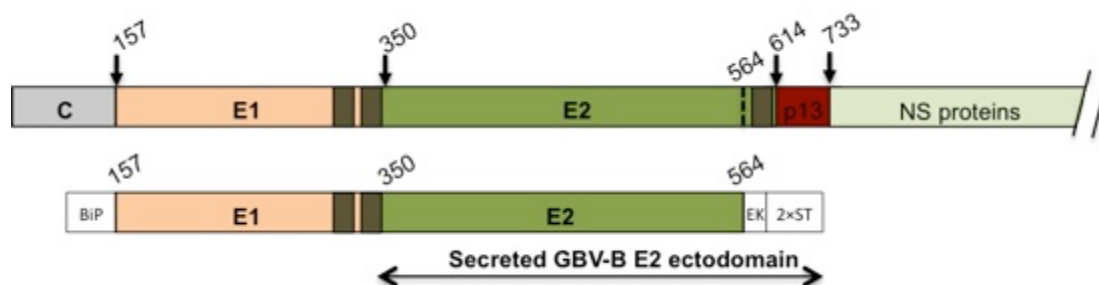 157 350 564 614 733
C E1 E2 p13 NS proteins
157 350 564
BiP E1 E2 EK 2×ST
Secreted GBV-B E2 ectodomain